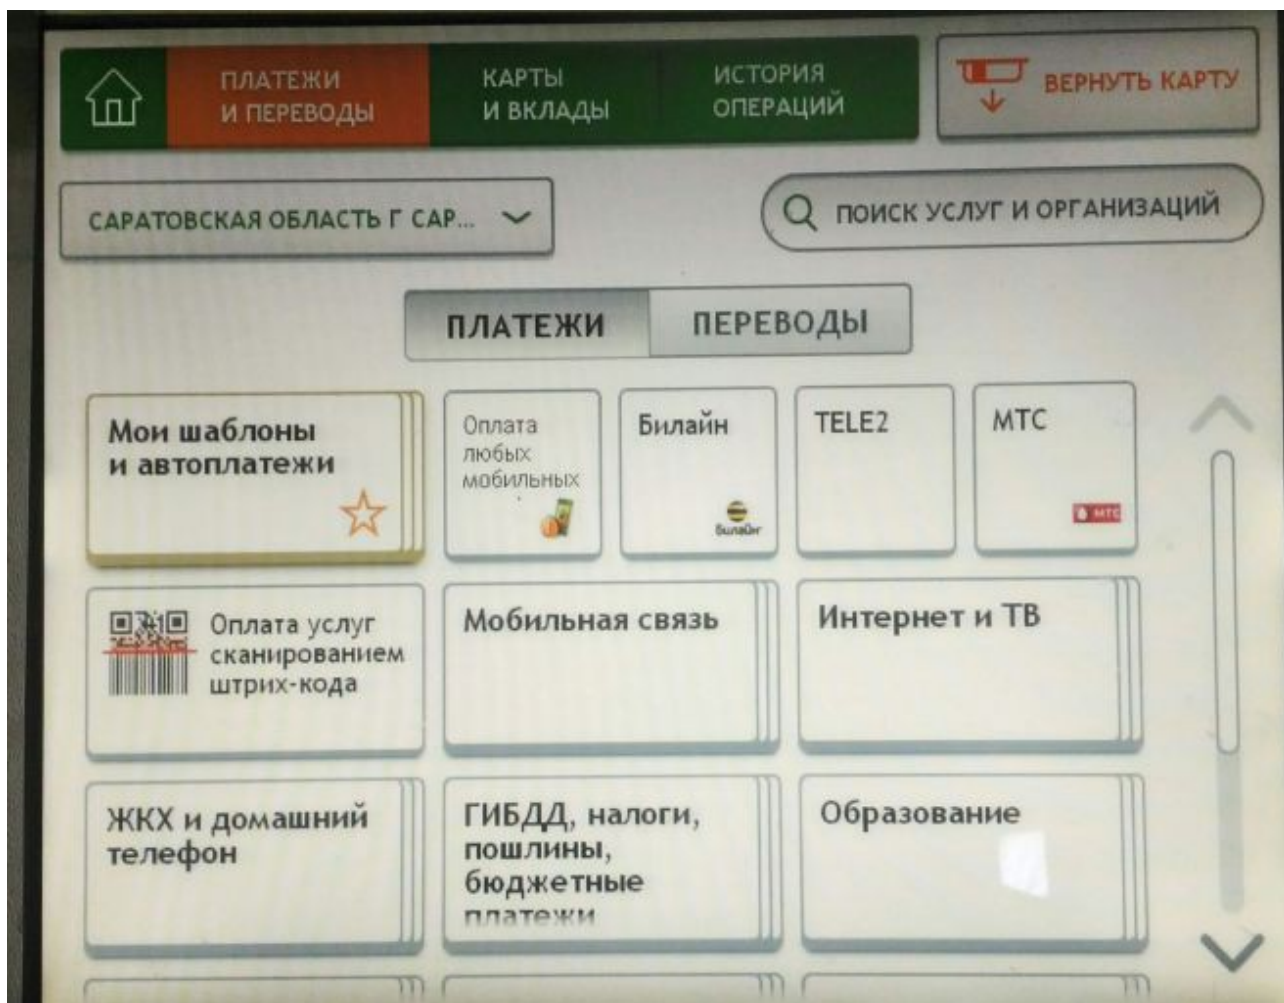 ПЛАТЕЖИ
И ПЕРЕВОДЫ
КАРТЫ
И ВКЛАДЫ
ИСТОРИЯ
ОПЕРАЦИЙ
ВЕРНУТЬ КАРТУ
САРАТОВСКАЯ ОБЛАСТЬ Г САР...
ПОИСК УСЛУГ И ОРГАНИЗАЦИЙ
ПЛАТЕЖИ
ПЕРЕВОДЫ
Мои шаблоны
и автоплатежи
Оплата
любых
мобильных
Билайн
Билайн
TELE2
МТС
МТС
Оплата услуг
сканированием
штрих-кода
Мобильная связь
Интернет и ТВ
ЖКХ и домашний
телефон
ГИБДД, налоги,
пошлины,
бюджетные
платежи
Образование